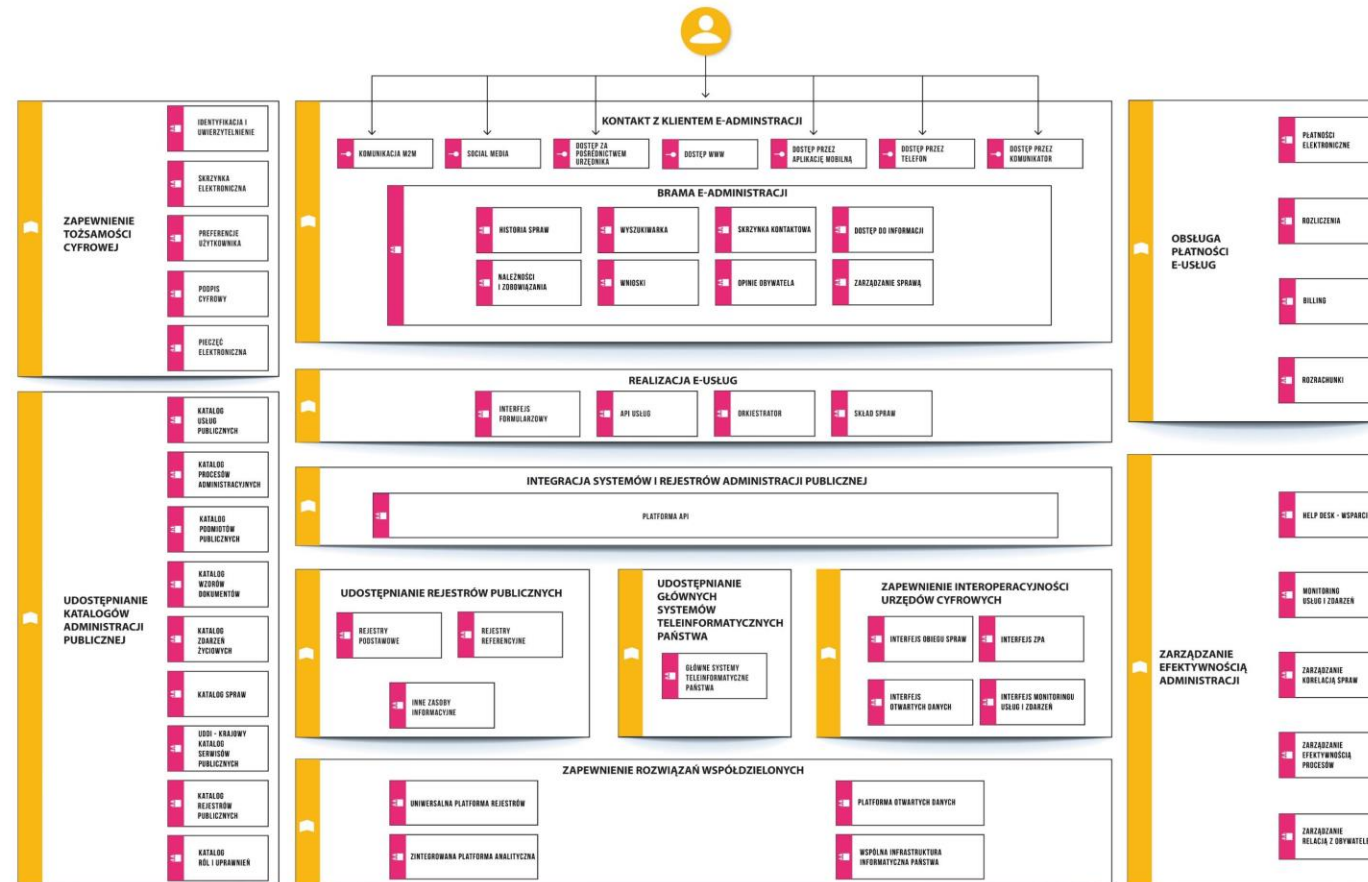 ZAPEWNIENIE
TOŻSAMOŚCI
CYFROWEJ
IDENTYFIKACJA I
UWIERZYTELNIENIE
SKRZYNKA
ELEKTRONICZNA
PREFERENCJE
UŻYTKOWNIKA
PODPIS
CYFROWY
PIECZĘĆ
ELEKTRONICZNA
UDOSTĘPNIANIE
KATALOGÓW
ADMINISTRACJI
PUBLICZNEJ
KATALOG
USŁUG
PUBLICZNYCH
KATALOG
PROCESÓW
ADMINISTRACYJNYCH
KATALOG
PODMIOTÓW
PUBLICZNYCH
KATALOG
WZORÓW
DOKUMENTÓW
KATALOG
ZDARZEŃ
ŻYCIOWYCH
KATALOG SPRAW
UDDI - KRAJOWY
KATALOG
SERWISÓW
PUBLICZNYCH
KATALOG
REJESTRÓW
PUBLICZNYCH
KATALOG
RÓL I UPRAWNIEŃ
KONTAKT Z KLIENTEM E-ADMINSTRACJI
KOMUNIKACJA M2M
SOCIAL MEDIA
DOSTĘP ZA
POŚREDNICTWEM
URZĘDNIKA
DOSTĘP WWW
DOSTĘP PRZEZ
APLIKACJĘ MOBILNĄ
DOSTĘP PRZEZ
TELEFON
DOSTĘP PRZEZ
KOMUNIKATOR
BRAMA E-ADMINISTRACJI
HISTORIA SPRAW
WYSZUKIWARKA
SKRZYNKA KONTAKTOWA
DOSTĘP DO INFORMACJI
NALEŻNOŚCI
I ZOBOWIĄZANIA
WNIOSKI
OPINIE OBYWATELA
ZARZĄDZANIE SPRAWĄ
REALIZACJA E-USŁUG
INTERFEJS
FORMULARZOWY
API USŁUG
ORKIESTRATOR
SKŁAD SPRAW
INTEGRACJA SYSTEMÓW I REJESTRÓW ADMINISTRACJI PUBLICZNEJ
PLATFORMA API
UDOSTĘPNIANIE REJESTRÓW PUBLICZNYCH
REJESTRY
PODSTAWOWE
REJESTRY
REFERENCYJNE
INNE ZASOBY
INFORMACYJNE
UDOSTĘPNIANIE
GŁÓWNYCH
SYSTEMÓW
TELEINFORMATYCZNYCH
PAŃSTWA
GŁÓWNE SYSTEMY
TELEINFORMATYCZNE
PAŃSTWA
ZAPEWNIENIE INTEROPERACYJNOŚCI
URZĘDÓW CYFROWYCH
INTERFEJS OBIEGU SPRAW
INTERFEJS ZPA
INTERFEJS
OTWARTYCH DANYCH
INTERFEJS MONITORINGU
USŁUG I ZDARZEŃ
ZAPEWNIENIE ROZWIĄZAŃ WSPÓŁDZIELONYCH
UNIWERSALNA PLATFORMA REJESTRÓW
PLATFORMA OTWARTYCH DANYCH
ZINTEGROWANA PLATFORMA ANALITYCZNA
WSPÓLNA INFRASTRUKTURA
INFORMATYCZNA PAŃSTWA
OBSŁUGA
PŁATNOŚCI
E-USŁUG
PŁATNOŚCI
ELEKTRONICZNE
ROZLICZENIA
BILLING
ROZRACHUNKI
ZARZĄDZANIE
EFEKTYWNOŚCIĄ
ADMINISTRACJI
HELP DESK - WSPARCI
MONITORING
USŁUG I ZDARZEŃ
ZARZĄDZANIE
KORELACJĄ SPRAW
ZARZĄDZANIE
EFEKTYWNOŚCIĄ
PROCESÓW
ZARZĄDZANIE
RELACJĄ Z OBYWATELE